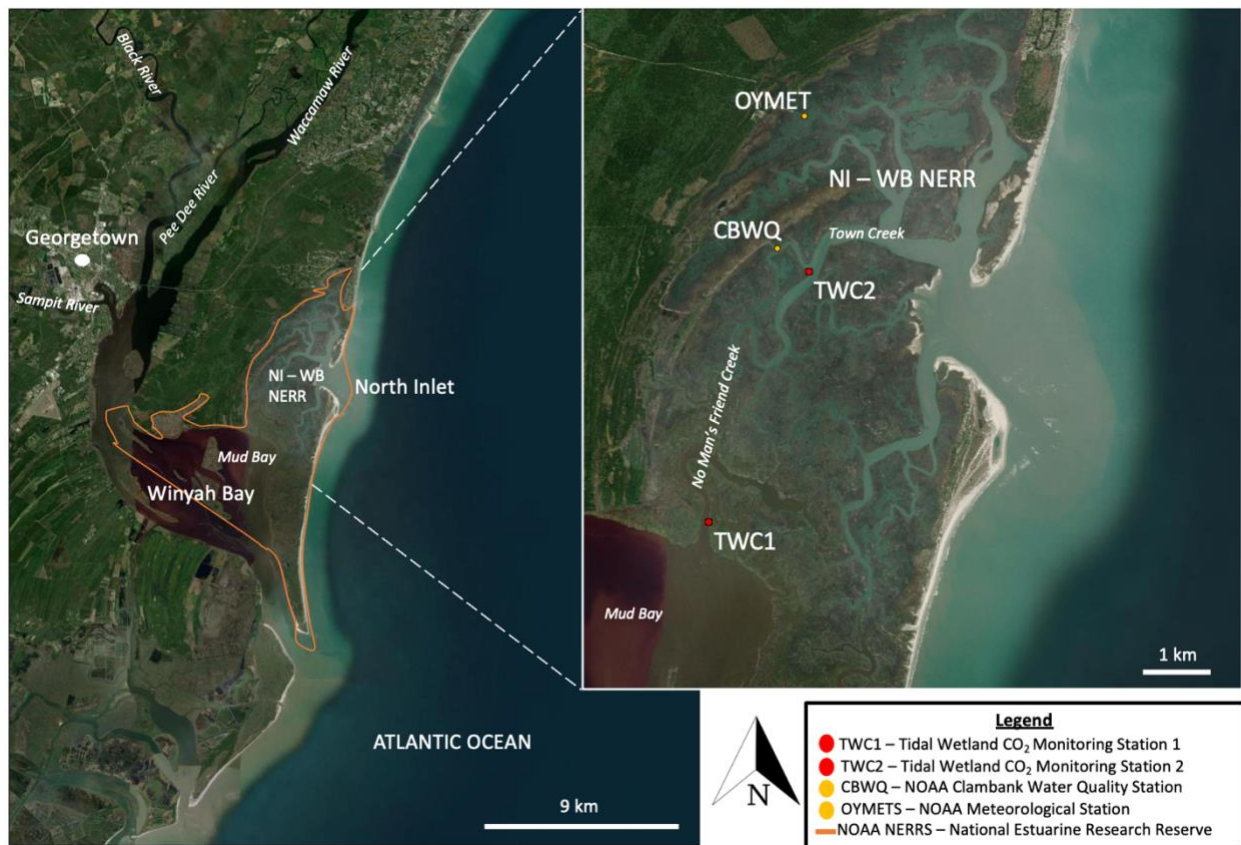 Black River
Pee Dee River
Waccamaw River
Georgetown
Sampit River
NI – WB
NERR
North Inlet
Mud Bay
Winyah Bay
ATLANTIC OCEAN
9 km
OYMET
NI – WB NERR
CBWQ
Town Creek
TWC2
No Man's Friend Creek
TWC1
Mud Bay
1 km
N
Legend
TWC1 – Tidal Wetland CO₂ Monitoring Station 1
TWC2 – Tidal Wetland CO₂ Monitoring Station 2
CBWQ – NOAA Clambank Water Quality Station
OYMETS – NOAA Meteorological Station
NOAA NERRS – National Estuarine Research Reserve